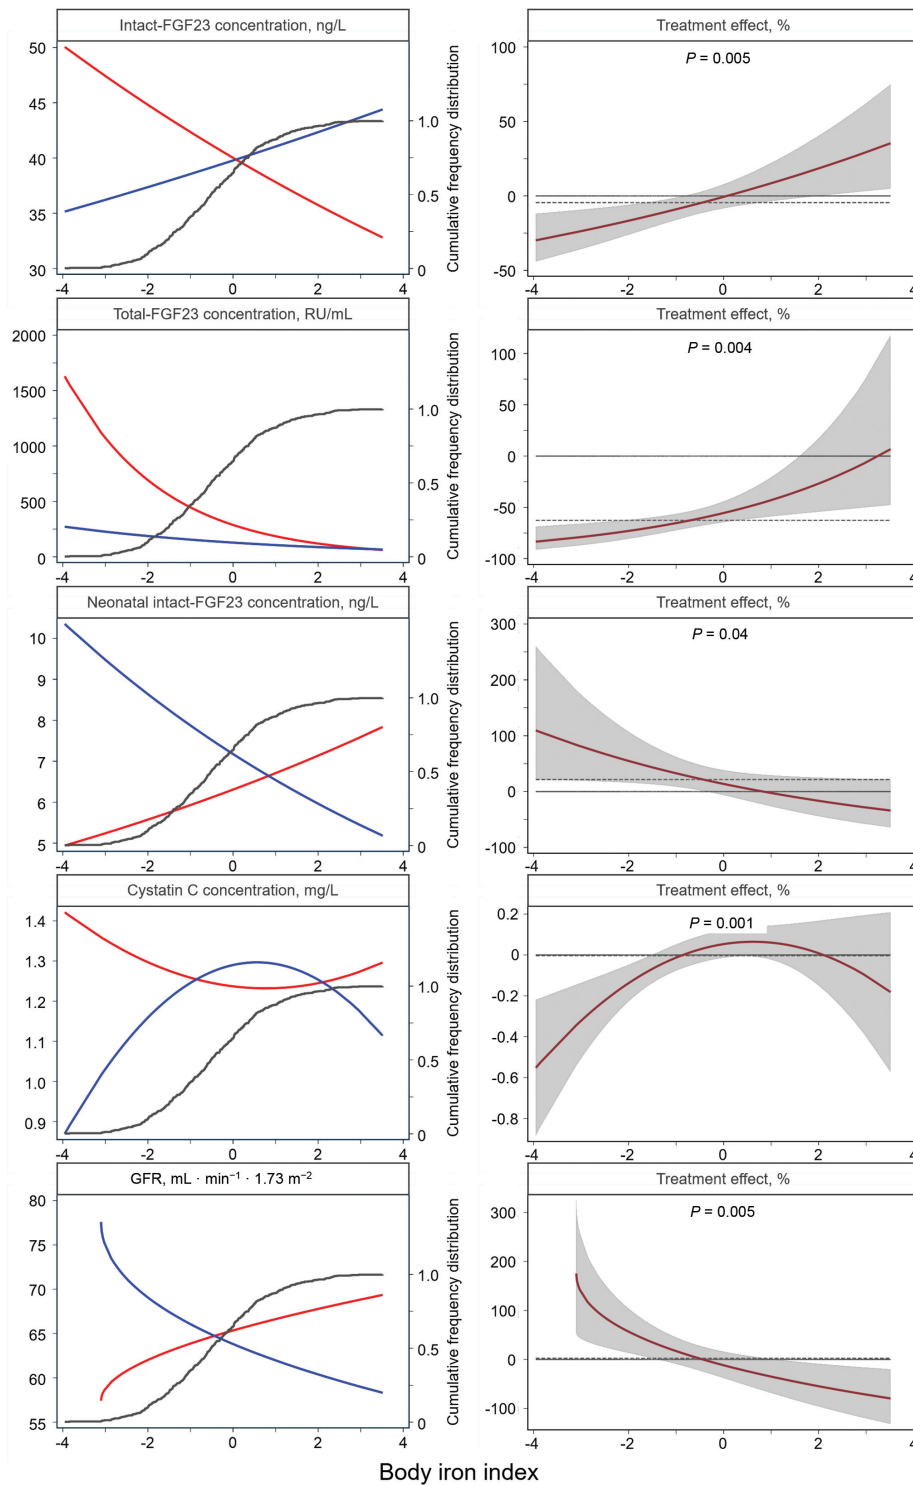 Intact-FGF23 concentration, ng/L
Treatment effect, %
50
45
40
35
30
1.0
0.5
0
Cumulative frequency distribution
-4 -2 0 2 4
P = 0.005
100
50
0
-50
-4 -2 0 2 4
Total-FGF23 concentration, RU/mL
Treatment effect, %
2000
1500
1000
500
0
1.0
0.5
0
Cumulative frequency distribution
-4 -2 0 2 4
P = 0.004
100
50
0
-50
-100
-4 -2 0 2 4
Neonatal intact-FGF23 concentration, ng/L
Treatment effect, %
10
9
8
7
6
5
1.0
0.5
0
Cumulative frequency distribution
-4 -2 0 2 4
P = 0.04
300
200
100
0
-100
-4 -2 0 2 4
Cystatin C concentration, mg/L
Treatment effect, %
1.4
1.3
1.2
1.1
1.0
0.9
1.0
0.5
0
Cumulative frequency distribution
-4 -2 0 2 4
P = 0.001
0.2
0
-0.2
-0.4
-0.6
-0.8
-4 -2 0 2 4
GFR, mL · min⁻¹ · 1.73 m⁻²
Treatment effect, %
80
75
70
65
60
55
1.0
0.5
0
Cumulative frequency distribution
-4 -2 0 2 4
P = 0.005
300
200
100
0
-100
-4 -2 0 2 4
Body iron index